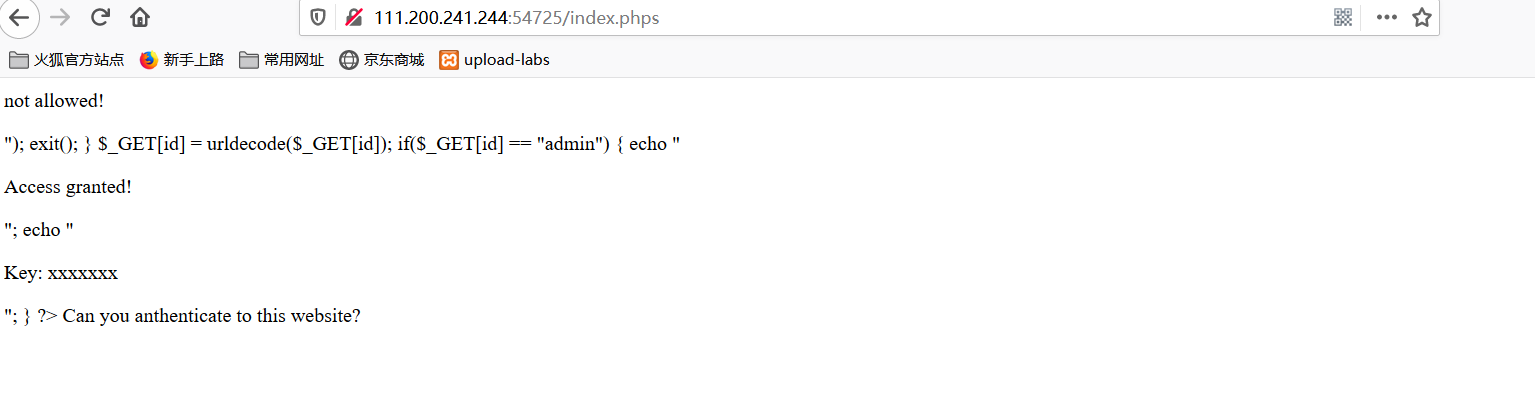 111.200.241.244:54725/index.phps
火狐官方站点 新手上路 常用网址 京东商城 upload-labs
not allowed!
"); exit(); } $_GET[id] = urldecode($_GET[id]); if($_GET[id] == "admin") { echo "
Access granted!
"; echo "
Key: xxxxxxx
"; } ?> Can you anthenticate to this website?